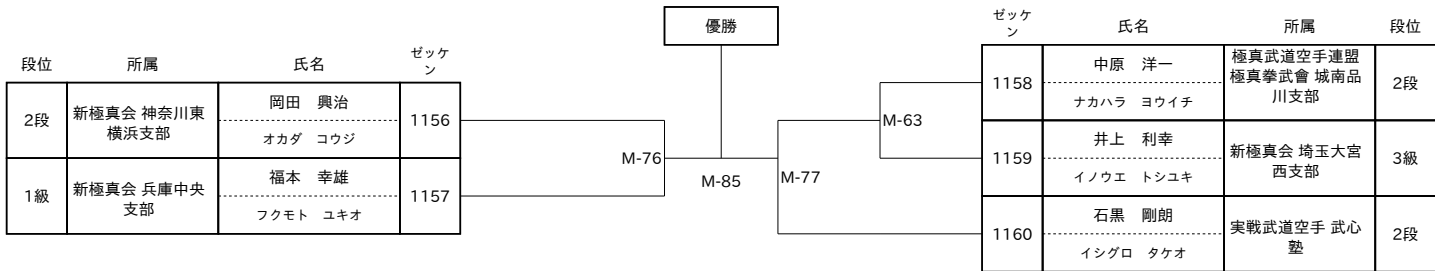 優勝
段位
所属
氏名
ゼッケ
ン
2段
新極真会 神奈川東
横浜支部
岡田　興治
オカダ　コウジ
1156
1級
新極真会 兵庫中央
支部
福本　幸雄
フクモト　ユキオ
1157
M-76
M-85
M-77
M-63
ゼッケ
ン
氏名
所属
段位
1158
中原　洋一
ナカハラ　ヨウイチ
極真武道空手連盟
極真拳武會 城南品
川支部
2段
1159
井上　利幸
イノウエ　トシユキ
新極真会 埼玉大宮
西支部
3級
1160
石黒　剛朗
イシグロ　タケオ
実戦武道空手 武心
塾
2段